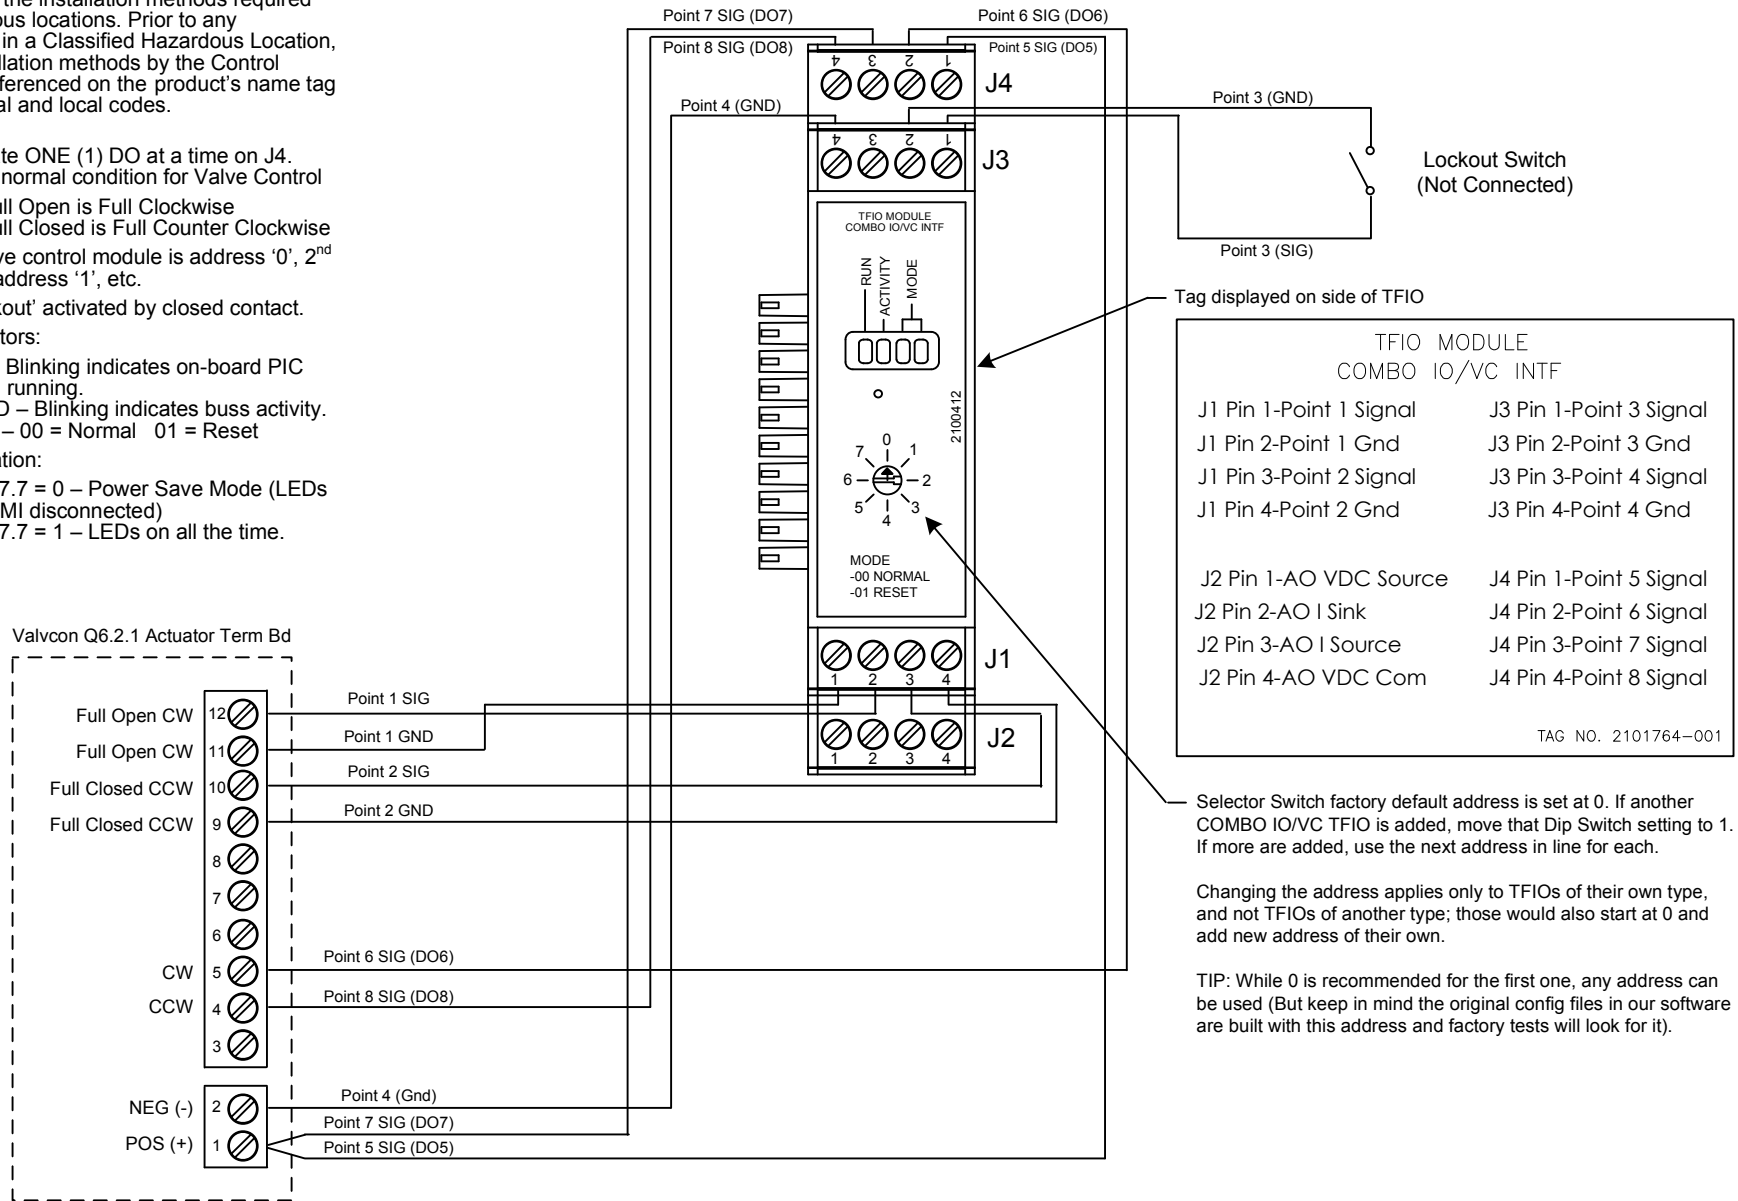 the installation methods required
ous locations. Prior to any
in a Classified Hazardous Location,
llation methods by the Control
ferenced on the product's name tag
al and local codes.
te ONE (1) DO at a time on J4.
normal condition for Valve Control
ull Open is Full Clockwise
ull Closed is Full Counter Clockwise
ve control module is address '0', 2nd
address '1', etc.
kout' activated by closed contact.
tors:
Blinking indicates on-board PIC
running.
D – Blinking indicates buss activity.
– 00 = Normal 01 = Reset
ation:
7.7 = 0 – Power Save Mode (LEDs
MI disconnected)
7.7 = 1 – LEDs on all the time.
Point 7 SIG (DO7)
Point 6 SIG (DO6)
Point 8 SIG (DO8)
Point 5 SIG (DO5)
4 3 2 1
J4
Point 4 (GND)
Point 3 (GND)
4 3 2 1
J3
Lockout Switch
(Not Connected)
Point 3 (SIG)
TFIO MODULE
COMBO IO/VC INTF
RUN
ACTIVITY
MODE
2100412
0
1
2
3
4
5
6
7
MODE
-00 NORMAL
-01 RESET
J1
1 2 3 4
J2
1 2 3 4
Tag displayed on side of TFIO
TFIO MODULE
COMBO IO/VC INTF
J1 Pin 1-Point 1 Signal J3 Pin 1-Point 3 Signal
J1 Pin 2-Point 1 Gnd J3 Pin 2-Point 3 Gnd
J1 Pin 3-Point 2 Signal J3 Pin 3-Point 4 Signal
J1 Pin 4-Point 2 Gnd J3 Pin 4-Point 4 Gnd
J2 Pin 1-AO VDC Source J4 Pin 1-Point 5 Signal
J2 Pin 2-AO I Sink J4 Pin 2-Point 6 Signal
J2 Pin 3-AO I Source J4 Pin 3-Point 7 Signal
J2 Pin 4-AO VDC Com J4 Pin 4-Point 8 Signal
TAG NO. 2101764-001
Selector Switch factory default address is set at 0. If another
COMBO IO/VC TFIO is added, move that Dip Switch setting to 1.
If more are added, use the next address in line for each.
Changing the address applies only to TFIOs of their own type,
and not TFIOs of another type; those would also start at 0 and
add new address of their own.
TIP: While 0 is recommended for the first one, any address can
be used (But keep in mind the original config files in our software
are built with this address and factory tests will look for it).
Valvcon Q6.2.1 Actuator Term Bd
Full Open CW 12 Point 1 SIG
Full Open CW 11 Point 1 GND
Full Closed CCW 10 Point 2 SIG
Full Closed CCW 9 Point 2 GND
8
7
6
CW 5 Point 6 SIG (DO6)
CCW 4 Point 8 SIG (DO8)
3
NEG (-) 2 Point 4 (Gnd)
Point 7 SIG (DO7)
POS (+) 1 Point 5 SIG (DO5)